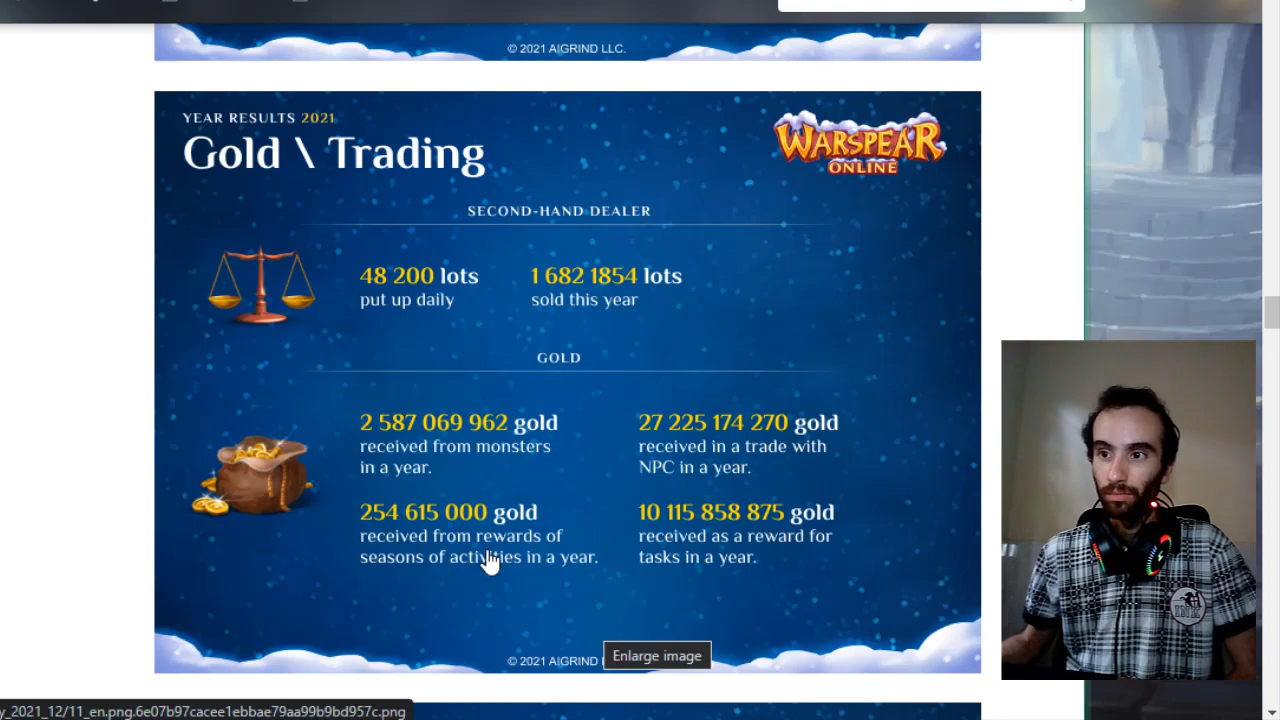 © 2021 AIGRIND LLC.
YEAR RESULTS 2021
Gold \ Trading
WARSPEAR
ONLINE
SECOND-HAND DEALER
48 200 lots
put up daily
1 682 1854 lots
sold this year
GOLD
2 587 069 962 gold
received from monsters
in a year.
27 225 174 270 gold
received in a trade with
NPC in a year.
254 615 000 gold
received from rewards of
seasons of activities in a year.
10 115 858 875 gold
received as a reward for
tasks in a year.
© 2021 AIGRIND
Enlarge image
y_2021_12/11_en.png.6e07b97cacee1ebbae79aa99b9bd957c.png